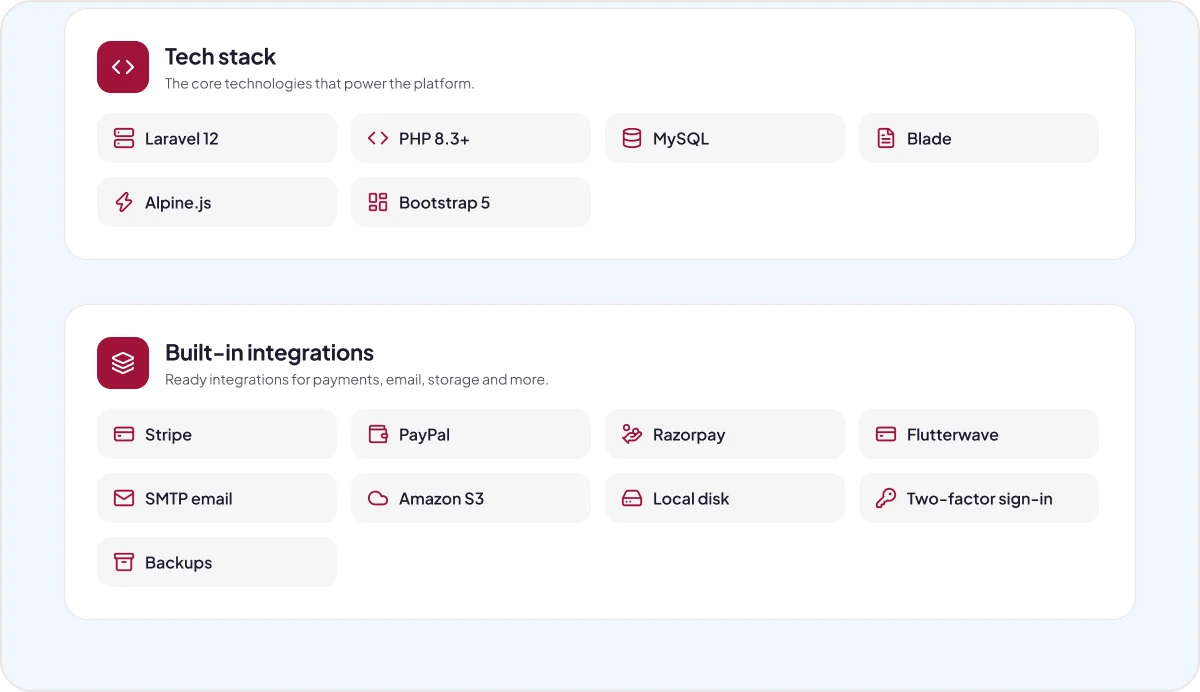 Tech stack
The core technologies that power the platform.
Laravel 12
PHP 8.3+
MySQL
Blade
Alpine.js
Bootstrap 5
Built-in integrations
Ready integrations for payments, email, storage and more.
Stripe
PayPal
Razorpay
Flutterwave
SMTP email
Amazon S3
Local disk
Two-factor sign-in
Backups